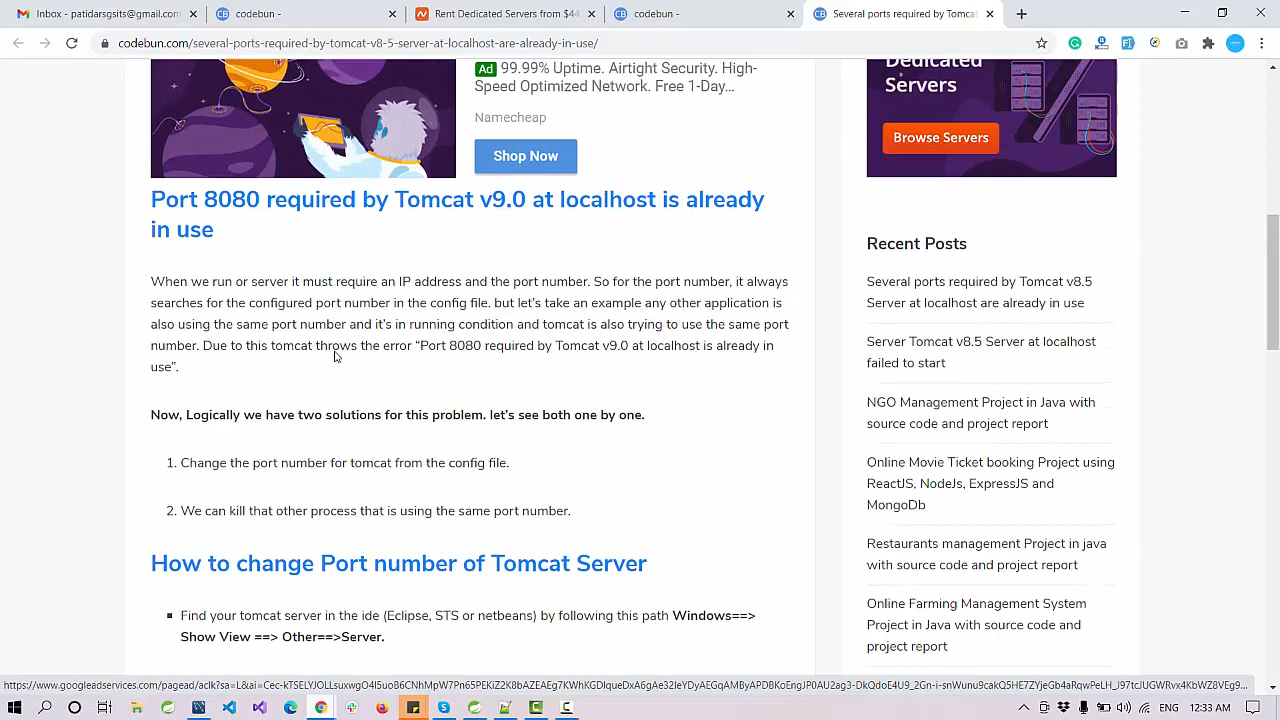 Inbox - patidarsgts@gmail.com
codebun -
Rent Dedicated Servers from $44
codebun -
Several ports required by Tomca
codebun.com/several-ports-required-by-tomcat-v8-5-server-at-localhost-are-already-in-use/
Ad 99.99% Uptime. Airtight Security. High-
Speed Optimized Network. Free 1-Day...
Namecheap
Shop Now
Port 8080 required by Tomcat v9.0 at localhost is already
in use
When we run or server it must require an IP address and the port number. So for the port number, it always
searches for the configured port number in the config file. but let's take an example any other application is
also using the same port number and it's in running condition and tomcat is also trying to use the same port
number. Due to this tomcat throws the error “Port 8080 required by Tomcat v9.0 at localhost is already in
use”.
Now, Logically we have two solutions for this problem. let's see both one by one.
1. Change the port number for tomcat from the config file.
2. We can kill that other process that is using the same port number.
How to change Port number of Tomcat Server
Find your tomcat server in the ide (Eclipse, STS or netbeans) by following this path Windows==>
Show View ==> Other==>Server.
Dedicated
Servers
Browse Servers
Recent Posts
Several ports required by Tomcat v8.5
Server at localhost are already in use
Server Tomcat v8.5 Server at localhost
failed to start
NGO Management Project in Java with
source code and project report
Online Movie Ticket booking Project using
ReactJS, NodeJs, ExpressJS and
MongoDb
Restaurants management Project in java
with source code and project report
Online Farming Management System
Project in Java with source code and
project report
ENG
12:33 AM